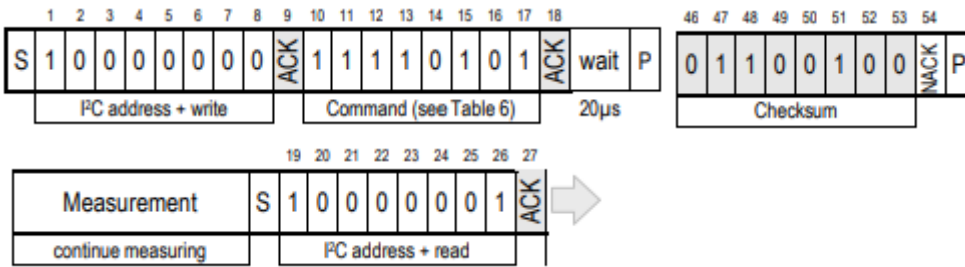 1 2 3 4 5 6 7 8 9 10 11 12 13 14 15 16 17 18
S 1 0 0 0 0 0 0 0 ACK 1 1 1 1 0 1 0 1 ACK wait P
I²C address + write Command (see Table 6) 20µs
46 47 48 49 50 51 52 53 54
0 1 1 0 0 1 0 0 NACK P
Checksum
19 20 21 22 23 24 25 26 27
Measurement S 1 0 0 0 0 0 0 1 ACK
continue measuring I²C address + read